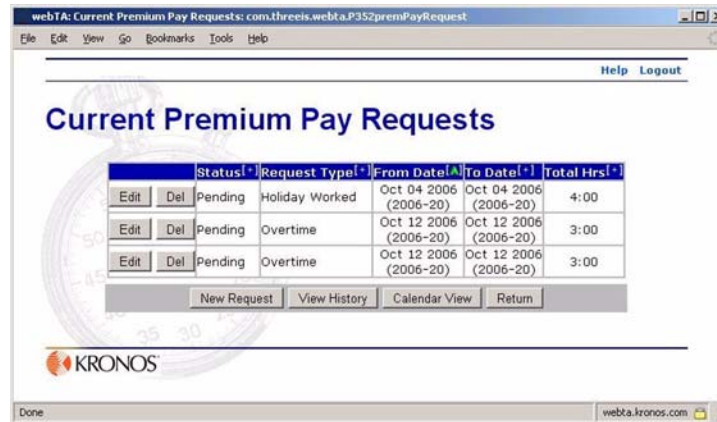 webTA: Current Premium Pay Requests: com.threeis.webta.P352premPayRequest
File Edit View Go Bookmarks Tools Help
Help Logout
Current Premium Pay Requests
Status[+] Request Type[+] From Date[A] To Date[+] Total Hrs[+]
Edit Del Pending Holiday Worked Oct 04 2006 (2006-20) Oct 04 2006 (2006-20) 4:00
Edit Del Pending Overtime Oct 12 2006 (2006-20) Oct 12 2006 (2006-20) 3:00
Edit Del Pending Overtime Oct 12 2006 (2006-20) Oct 12 2006 (2006-20) 3:00
New Request View History Calendar View Return
50
45
35 30
KRONOS
Done webta.kronos.com